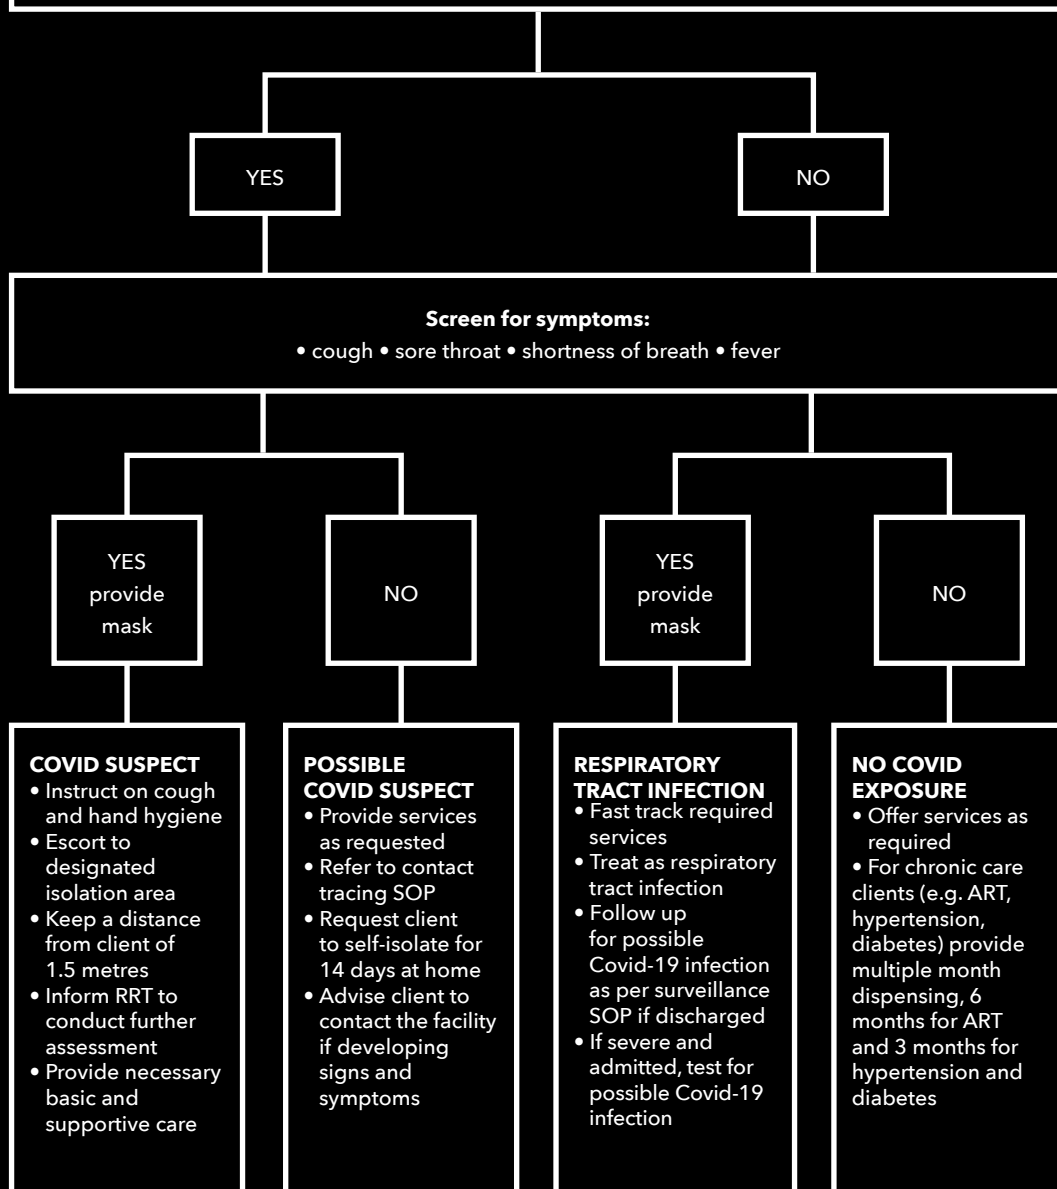 YES
NO
Screen for symptoms:
• cough • sore throat • shortness of breath • fever
YES
provide
mask
NO
YES
provide
mask
NO
COVID SUSPECT
• Instruct on cough
and hand hygiene
• Escort to
designated
isolation area
• Keep a distance
from client of
1.5 metres
• Inform RRT to
conduct further
assessment
• Provide necessary
basic and
supportive care
POSSIBLE
COVID SUSPECT
• Provide services
as requested
• Refer to contact
tracing SOP
• Request client
to self-isolate for
14 days at home
• Advise client to
contact the facility
if developing
signs and
symptoms
RESPIRATORY
TRACT INFECTION
• Fast track required
services
• Treat as respiratory
tract infection
• Follow up
for possible
Covid-19 infection
as per surveillance
SOP if discharged
• If severe and
admitted, test for
possible Covid-19
infection
NO COVID
EXPOSURE
• Offer services as
required
• For chronic care
clients (e.g. ART,
hypertension,
diabetes) provide
multiple month
dispensing, 6
months for ART
and 3 months for
hypertension and
diabetes